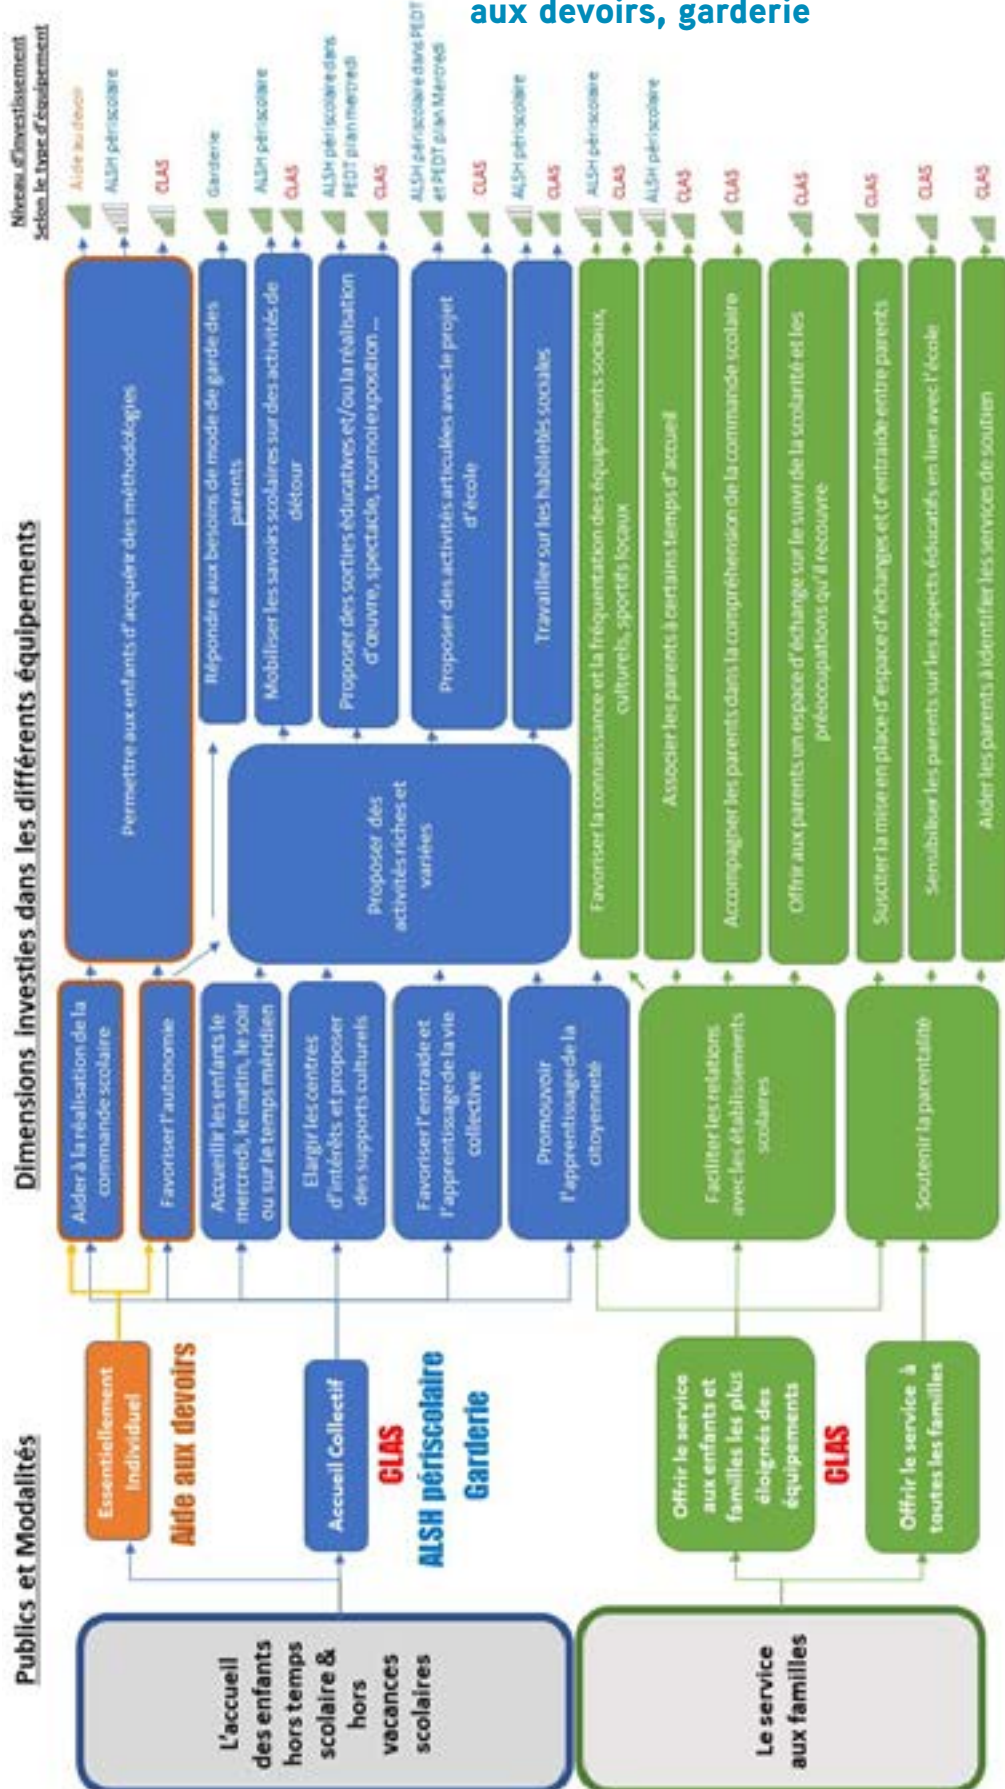 aux devoirs, garderie
Publics et Modalités
Dimensions investies dans les différents équipements
Niveau d'investissement
Selon le type d'équipement
L'accueil
des enfants
hors temps
scolaire &
hors
vacances
scolaires
Essentiellement
Individuel
Aide aux devoirs
Accueil Collectif
CLAS
ALSH périscolaire
Garderie
Aider à la réalisation de la
commande scolaire
Favoriser l'autonomie
Accueillir les enfants le
mercredi, le matin, le soir
ou sur le temps méridien
Elargir les centres
d'intérêts et proposer
des supports culturels
Favoriser l'entraide et
l'apprentissage de la vie
collective
Promouvoir
l'apprentissage de la
citoyenneté
Proposer des
activités riches et
variées
Permettre aux enfants d'acquérir des méthodologies
Aide au devoir
ALSH périscolaire
CLAS
Répondre aux besoins de mode de garde des
parents
Garderie
Mobiliser les savoirs scolaires sur des activités de
détour
ALSH périscolaire
CLAS
Proposer des sorties éducatives et/ou la réalisation
d'œuvre, spectacle, tournoi exposition ...
ALSH périscolaire dans
PEDT plan mercredi
CLAS
Proposer des activités articulées avec le projet
d'école
ALSH périscolaire dans PEDT
et PEDT plan Mercredi
CLAS
Travailler sur les habiletés sociales
ALSH périscolaire
CLAS
Le service
aux familles
Offrir le service
aux enfants et
familles les plus
éloignés des
équipements
CLAS
Offrir le service à
toutes les familles
Faciliter les relations
avec les établissements
scolaires
Soutenir la parentalité
Favoriser la connaissance et la fréquentation des équipements sociaux,
culturels, sportifs locaux
ALSH périscolaire
CLAS
Associer les parents à certains temps d'accueil
ALSH périscolaire
CLAS
Accompagner les parents dans la compréhension de la commande scolaire
CLAS
Offrir aux parents un espace d'échange sur le suivi de la scolarité et les
préoccupations qu'il recouvre
CLAS
Susciter la mise en place d'espace d'échanges et d'entraide entre parents
CLAS
Sensibiliser les parents sur les aspects éducatifs en lien avec l'école
CLAS
Aider les parents à identifier les services de soutien
CLAS